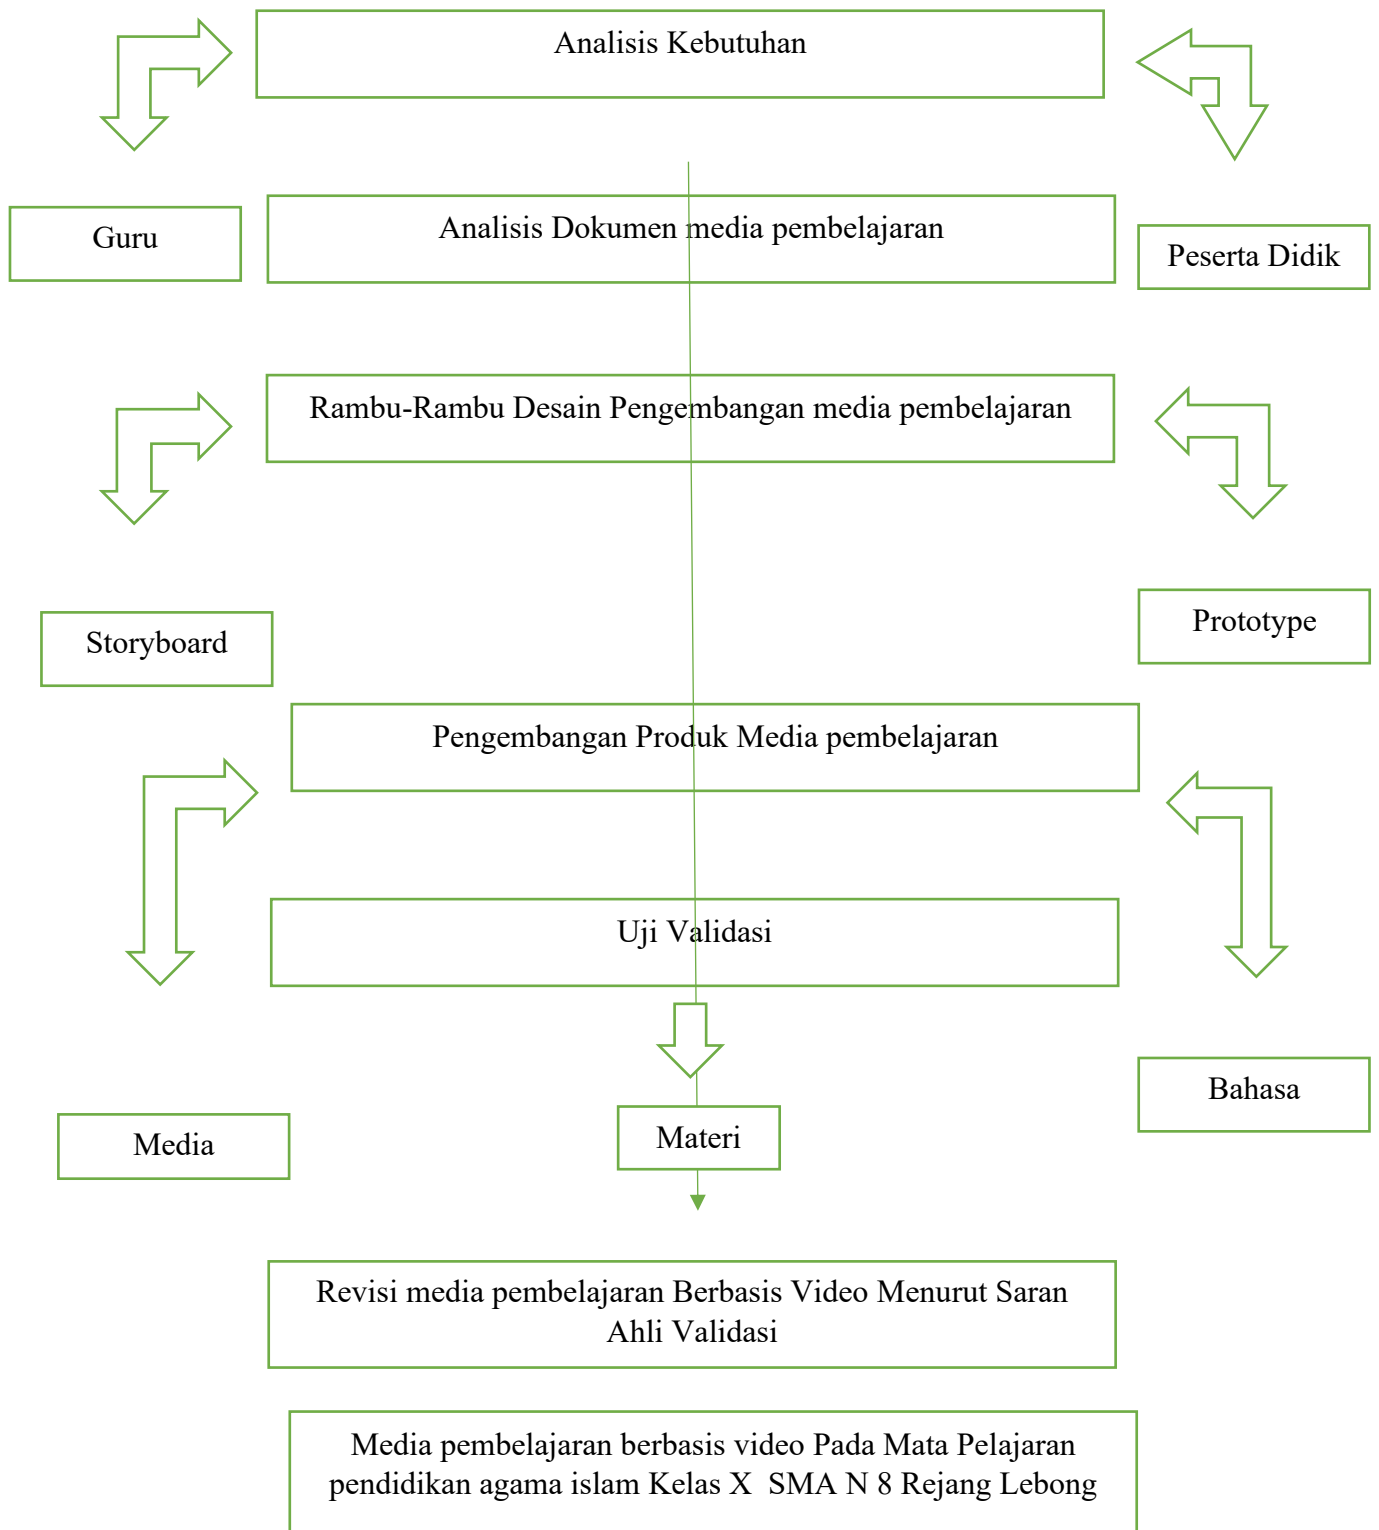 Analisis Kebutuhan
Guru
Analisis Dokumen media pembelajaran
Peserta Didik
Rambu-Rambu Desain Pengembangan media pembelajaran
Storyboard
Prototype
Pengembangan Produk Media pembelajaran
Uji Validasi
Media
Materi
Bahasa
Revisi media pembelajaran Berbasis Video Menurut Saran
Ahli Validasi
Media pembelajaran berbasis video Pada Mata Pelajaran
pendidikan agama islam Kelas X  SMA N 8 Rejang Lebong